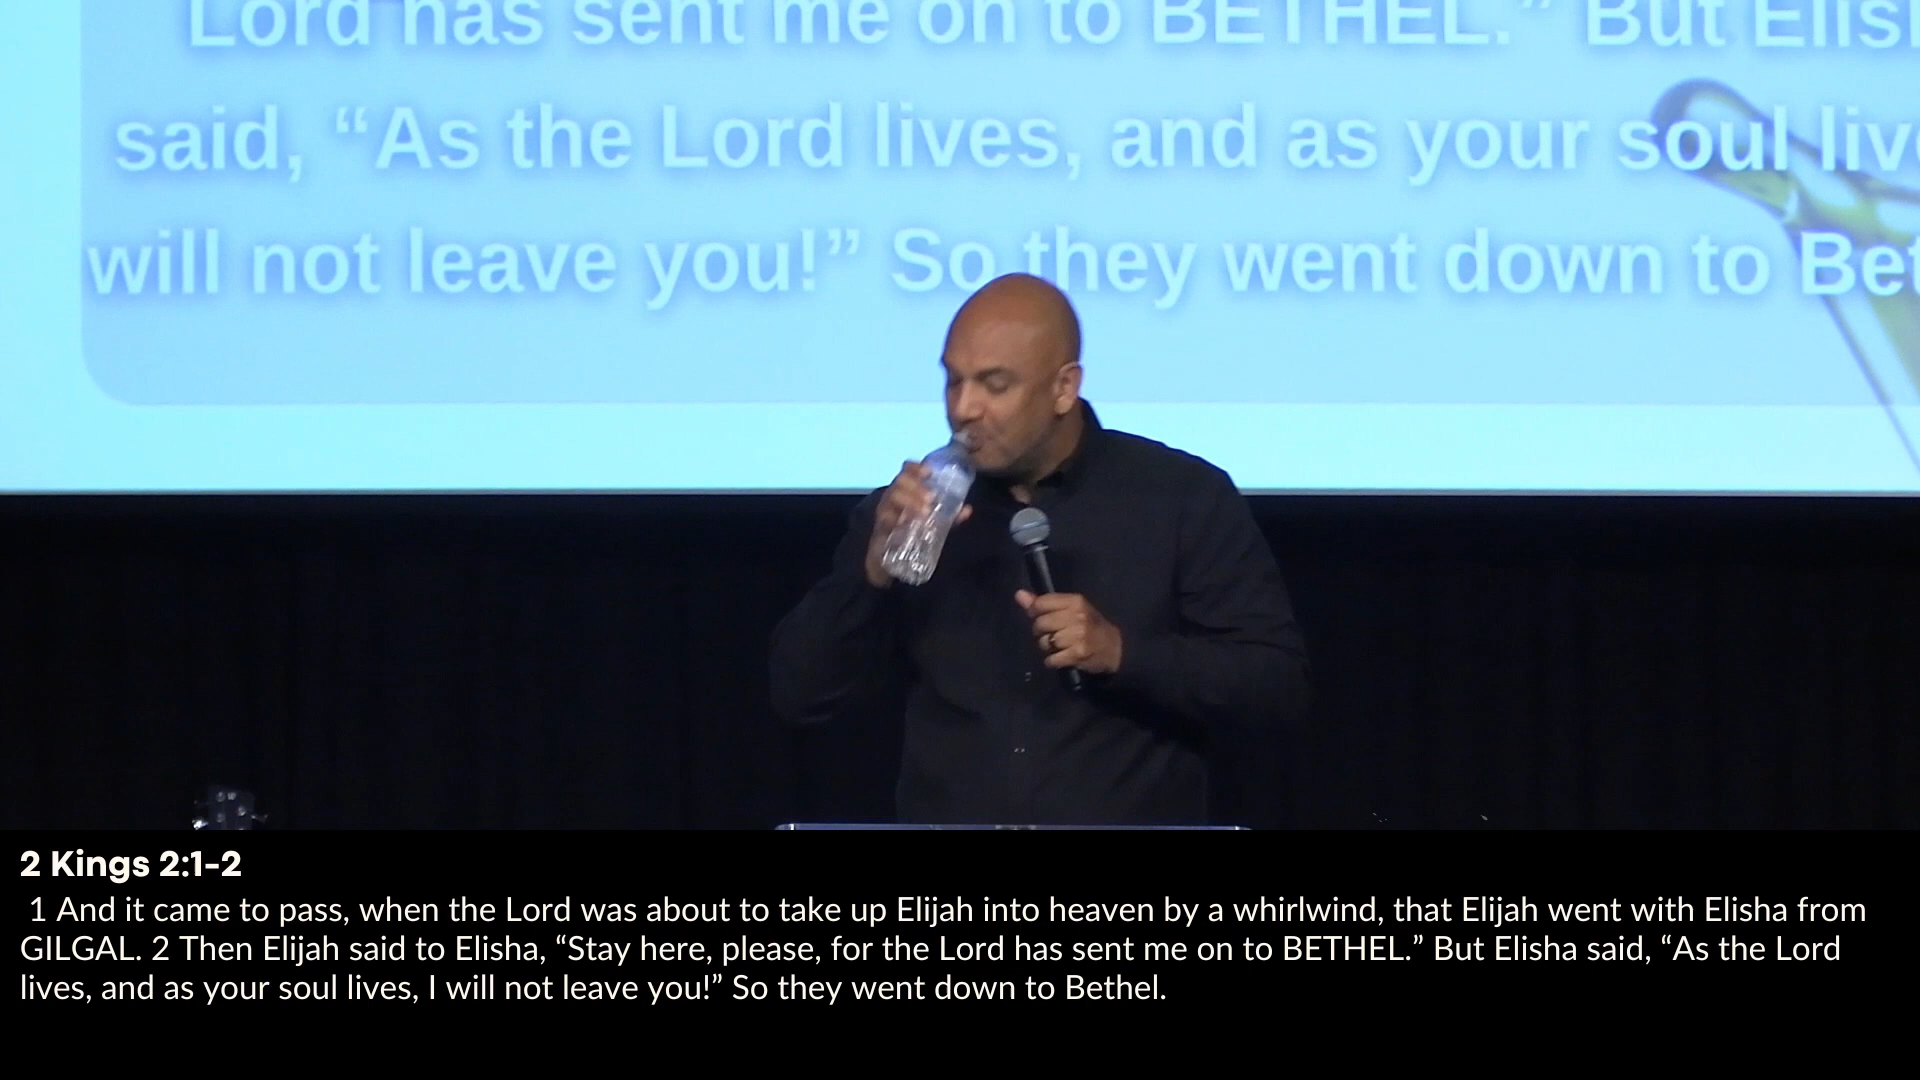 Lord has sent me on to BETHEL.” But Elish
said, “As the Lord lives, and as your soul live
will not leave you!” So they went down to Bet
2 Kings 2:1-2
1 And it came to pass, when the Lord was about to take up Elijah into heaven by a whirlwind, that Elijah went with Elisha from
GILGAL. 2 Then Elijah said to Elisha, “Stay here, please, for the Lord has sent me on to BETHEL.” But Elisha said, “As the Lord
lives, and as your soul lives, I will not leave you!” So they went down to Bethel.